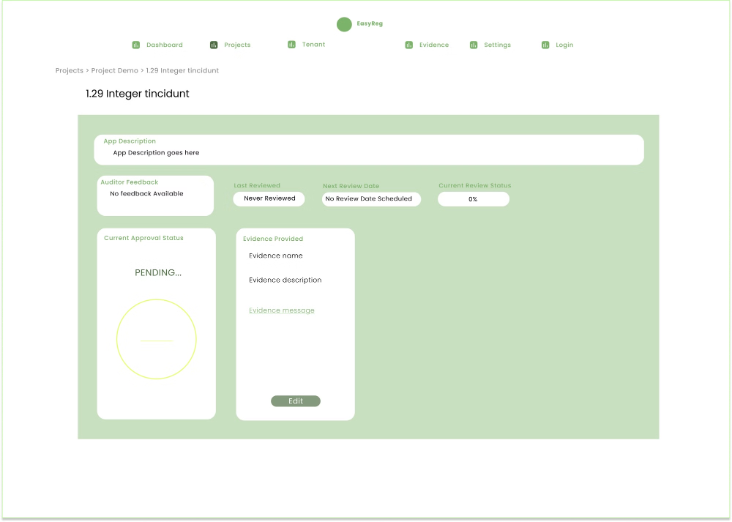 EasyReg
Dashboard Projects Tenant Evidence Settings Login
Projects > Project Demo > 1.29 Integer tincidunt
1.29 Integer tincidunt
App Description
App Description goes here
Auditor Feedback
No feedback Available
Last Reviewed
Never Reviewed
Next Review Date
No Review Date Scheduled
Current Review Status
0%
Current Approval Status
PENDING...
Evidence Provided
Evidence name
Evidence description
Evidence message
Edit